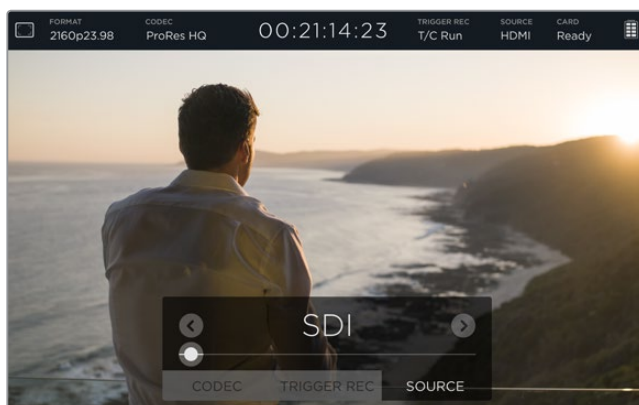 FORMAT
2160p23.98
CODEC
ProRes HQ
00:21:14:23
TRIGGER REC
T/C Run
SOURCE
HDMI
CARD
Ready
SDI
CODEC
TRIGGER REC
SOURCE